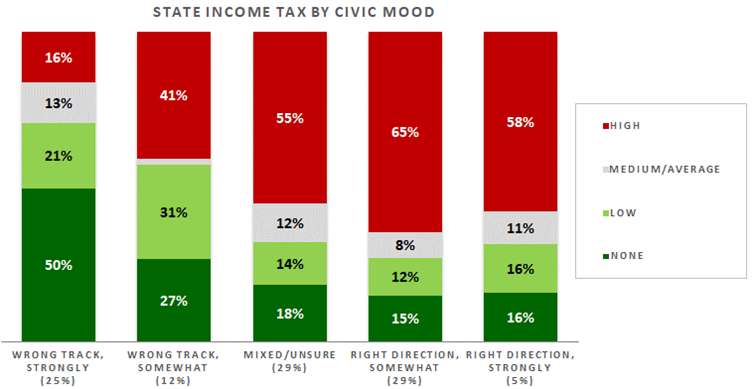 STATE INCOME TAX BY CIVIC MOOD
16%
13%
21%
50%
41%
31%
27%
55%
12%
14%
18%
65%
8%
12%
15%
58%
11%
16%
16%
HIGH
MEDIUM/AVERAGE
LOW
NONE
WRONG TRACK,
STRONGLY
(25%)
WRONG TRACK,
SOMEWHAT
(12%)
MIXED/UNSURE
(29%)
RIGHT DIRECTION,
SOMEWHAT
(29%)
RIGHT DIRECTION,
STRONGLY
(5%)